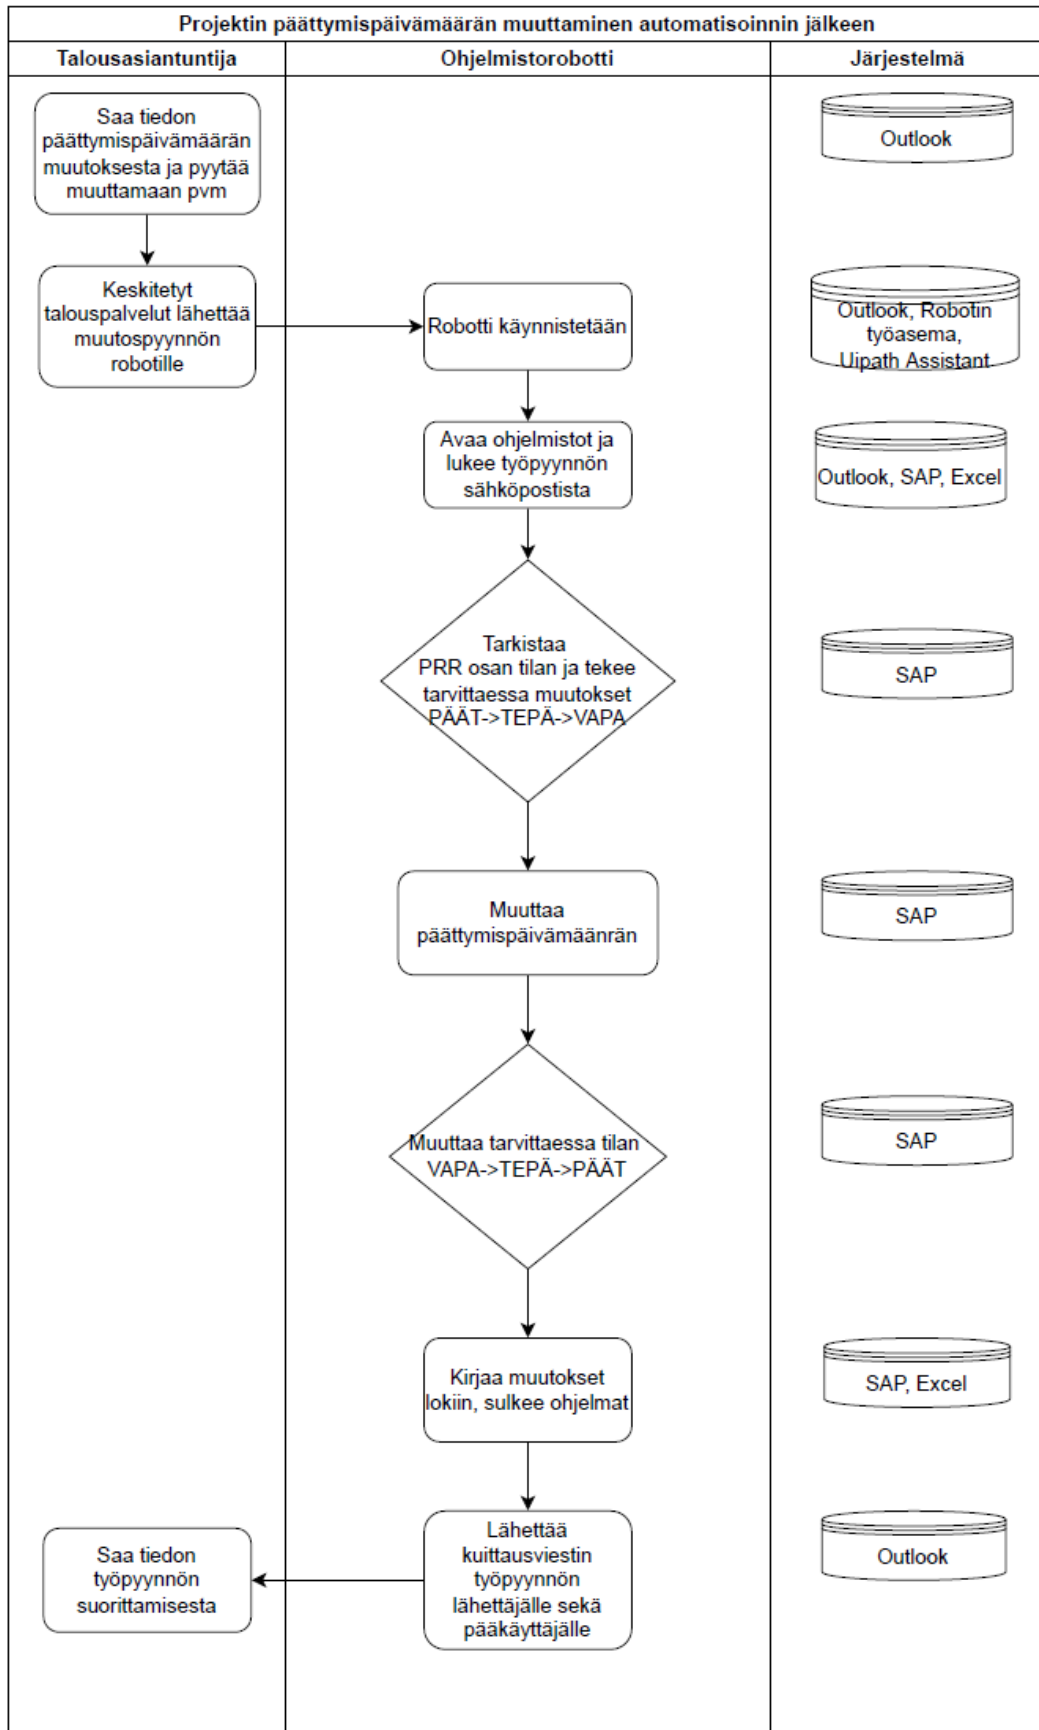 Projektin päättymispäivämäärän muuttaminen automatisoinnin jälkeen
Talousasiantuntija
Ohjelmistorobotti
Järjestelmä
Saa tiedon
päättymispäivämäärän
muutoksesta ja pyytää
muuttamaan pvm
Outlook
Keskitetyt
talouspalvelut lähettää
muutospyynnön
robotille
Robotti käynnistetään
Outlook, Robotin
työasema,
Uipath Assistant
Avaa ohjelmistot ja
lukee työpyynnön
sähköpostista
Outlook, SAP, Excel
Tarkistaa
PRR osan tilan ja tekee
tarvittaessa muutokset
PÄÄT->TEPÄ->VAPA
SAP
Muuttaa
päättymispäivämäänrän
SAP
Muuttaa tarvittaessa tilan
VAPA->TEPÄ->PÄÄT
SAP
Kirjaa muutokset
lokiin, sulkee ohjelmat
SAP, Excel
Lähettää
kuittausviestin
työpyynnön
lähettäjälle sekä
pääkäyttäjälle
Saa tiedon
työpyynnön
suorittamisesta
Outlook